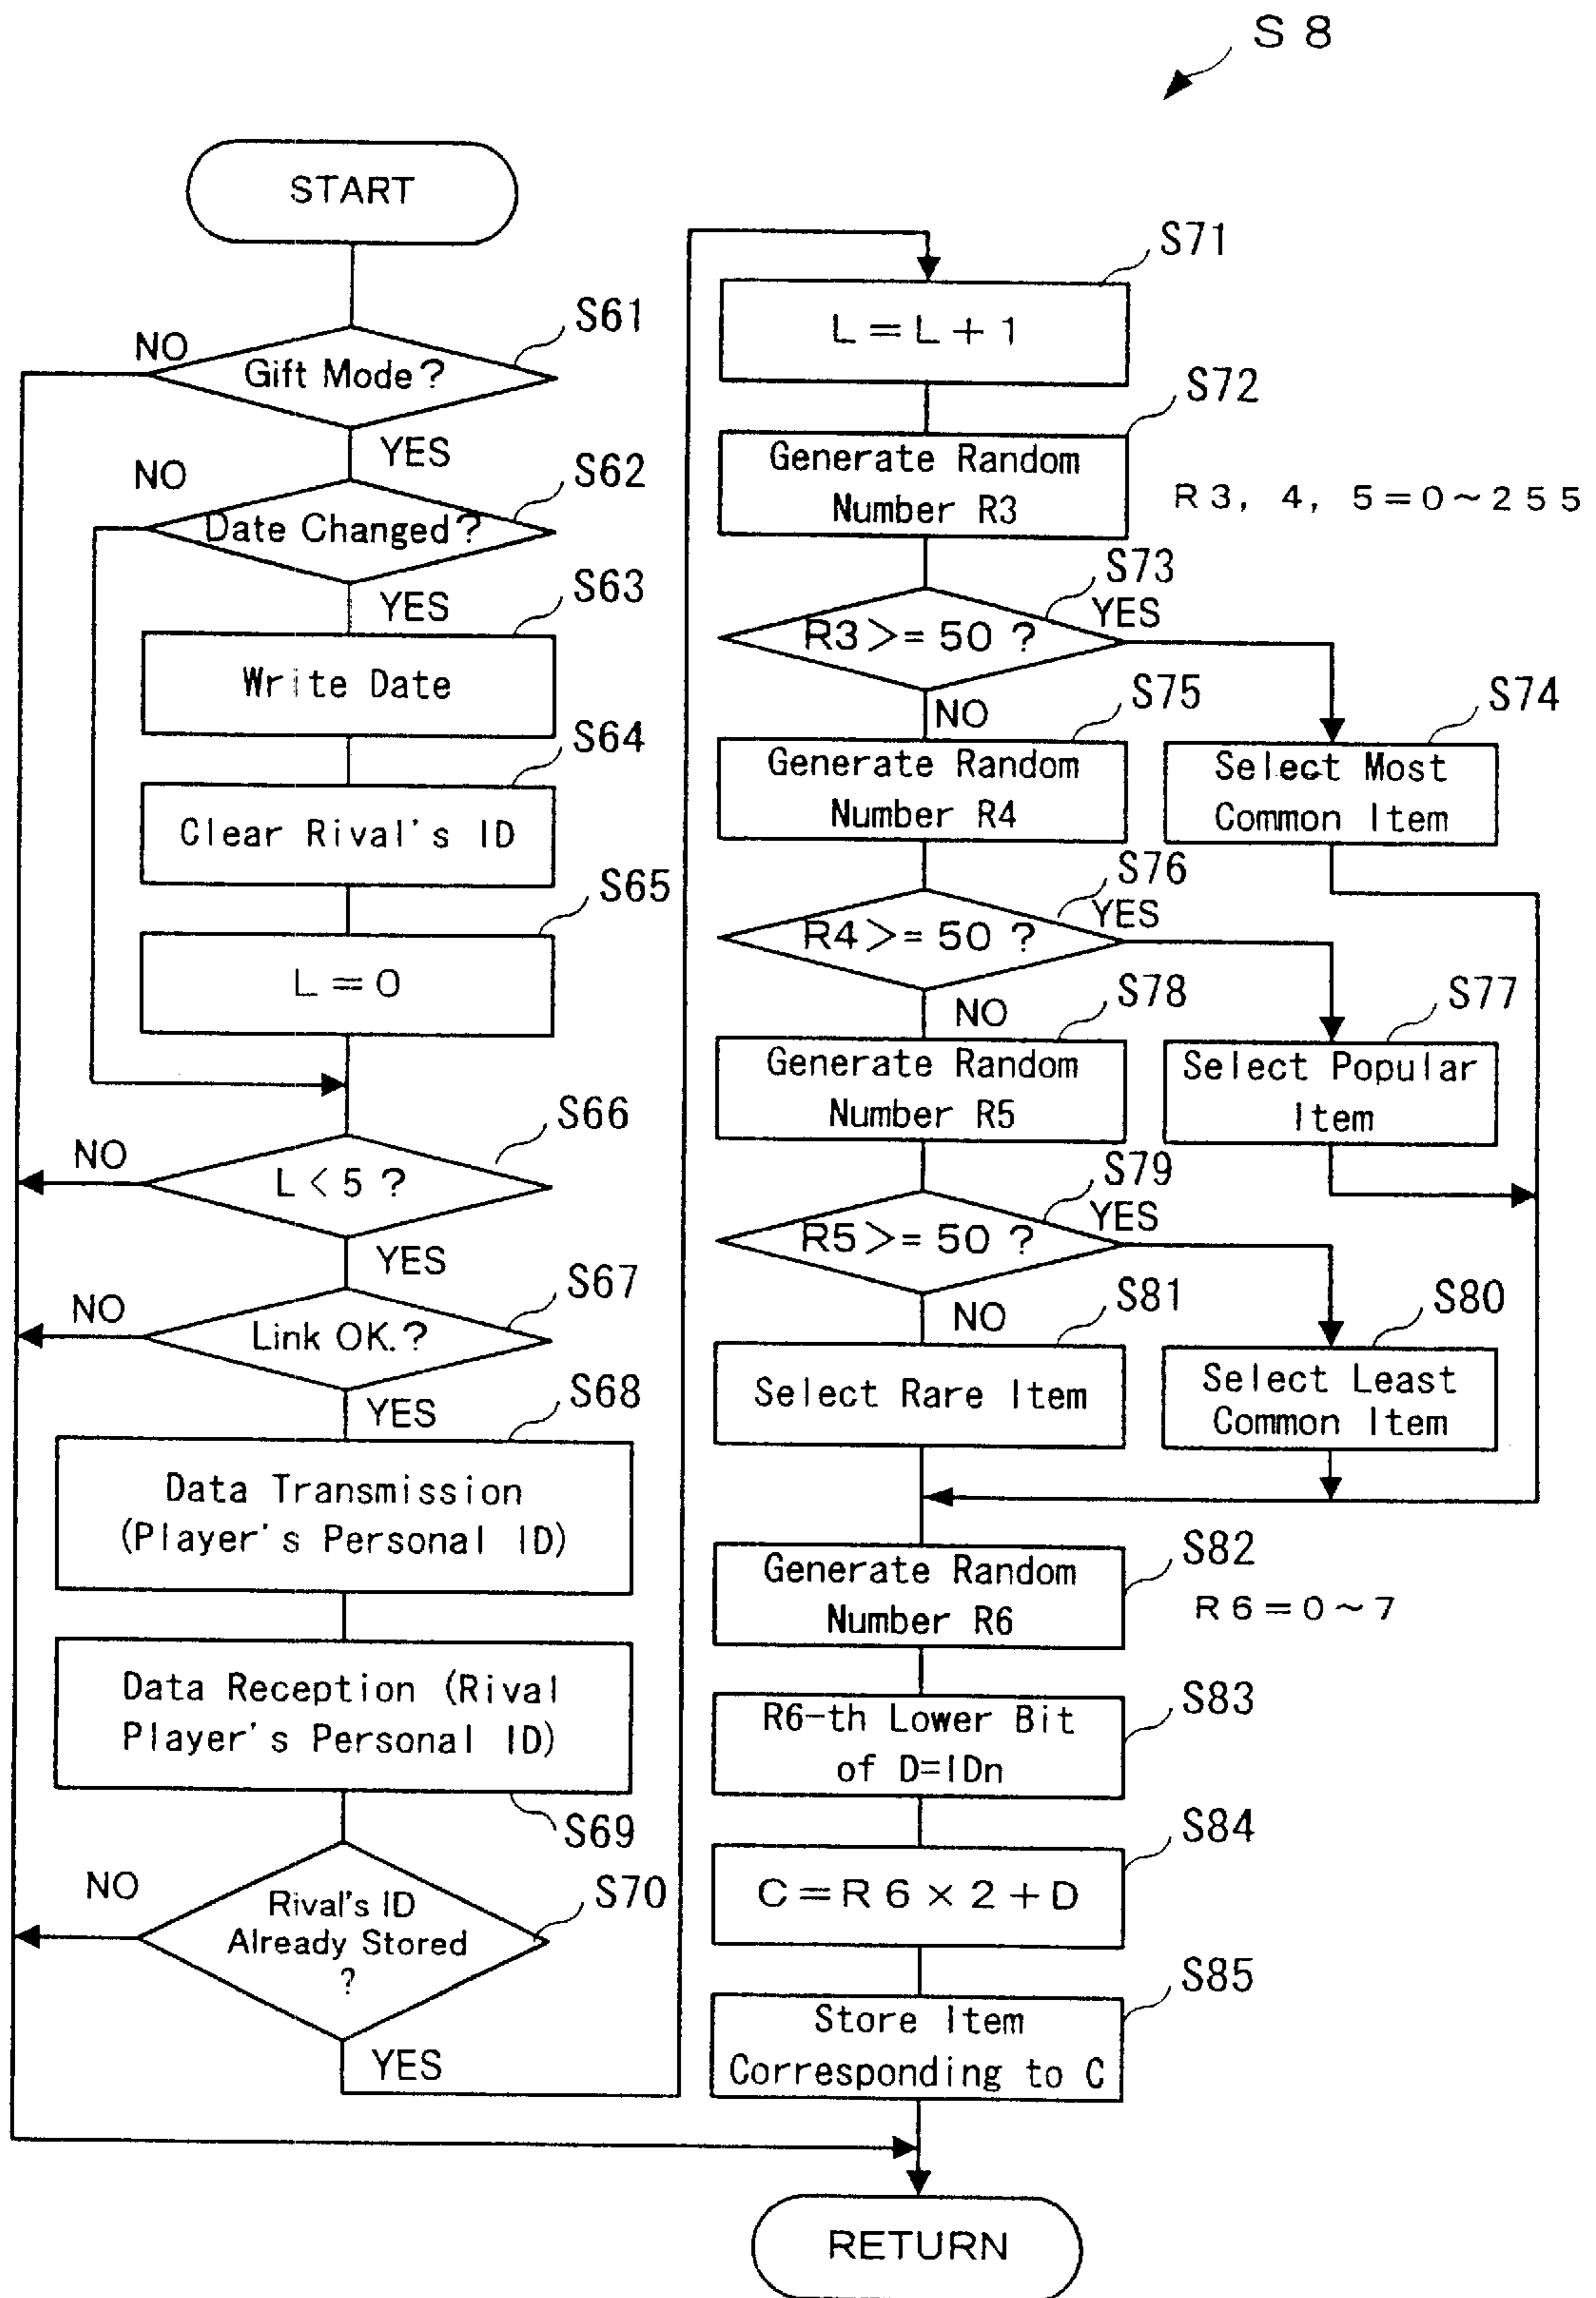 S 8
START
S61
NO
Gift Mode?
YES
NO
S62
Date Changed?
YES
S63
Write Date
S64
Clear Rival's ID
S65
L=0
S66
NO
L<5 ?
YES
S67
NO
Link OK.?
YES
S68
Data Transmission
(Player's Personal ID)
Data Reception (Rival
Player's Personal ID)
S69
NO
S70
Rival's ID
Already Stored
?
YES
S71
L=L+1
S72
Generate Random
Number R3
R3, 4, 5=0~255
S73
YES
R3>=50 ?
NO
S75
S74
Generate Random
Number R4
Select Most
Common Item
S76
YES
R4>=50 ?
NO
S78
S77
Generate Random
Number R5
Select Popular
Item
S79
YES
R5>=50 ?
NO
S81
S80
Select Rare Item
Select Least
Common Item
S82
Generate Random
Number R6
R6=0~7
S83
R6-th Lower Bit
of D=IDn
S84
C=R6×2+D
S85
Store Item
Corresponding to C
RETURN